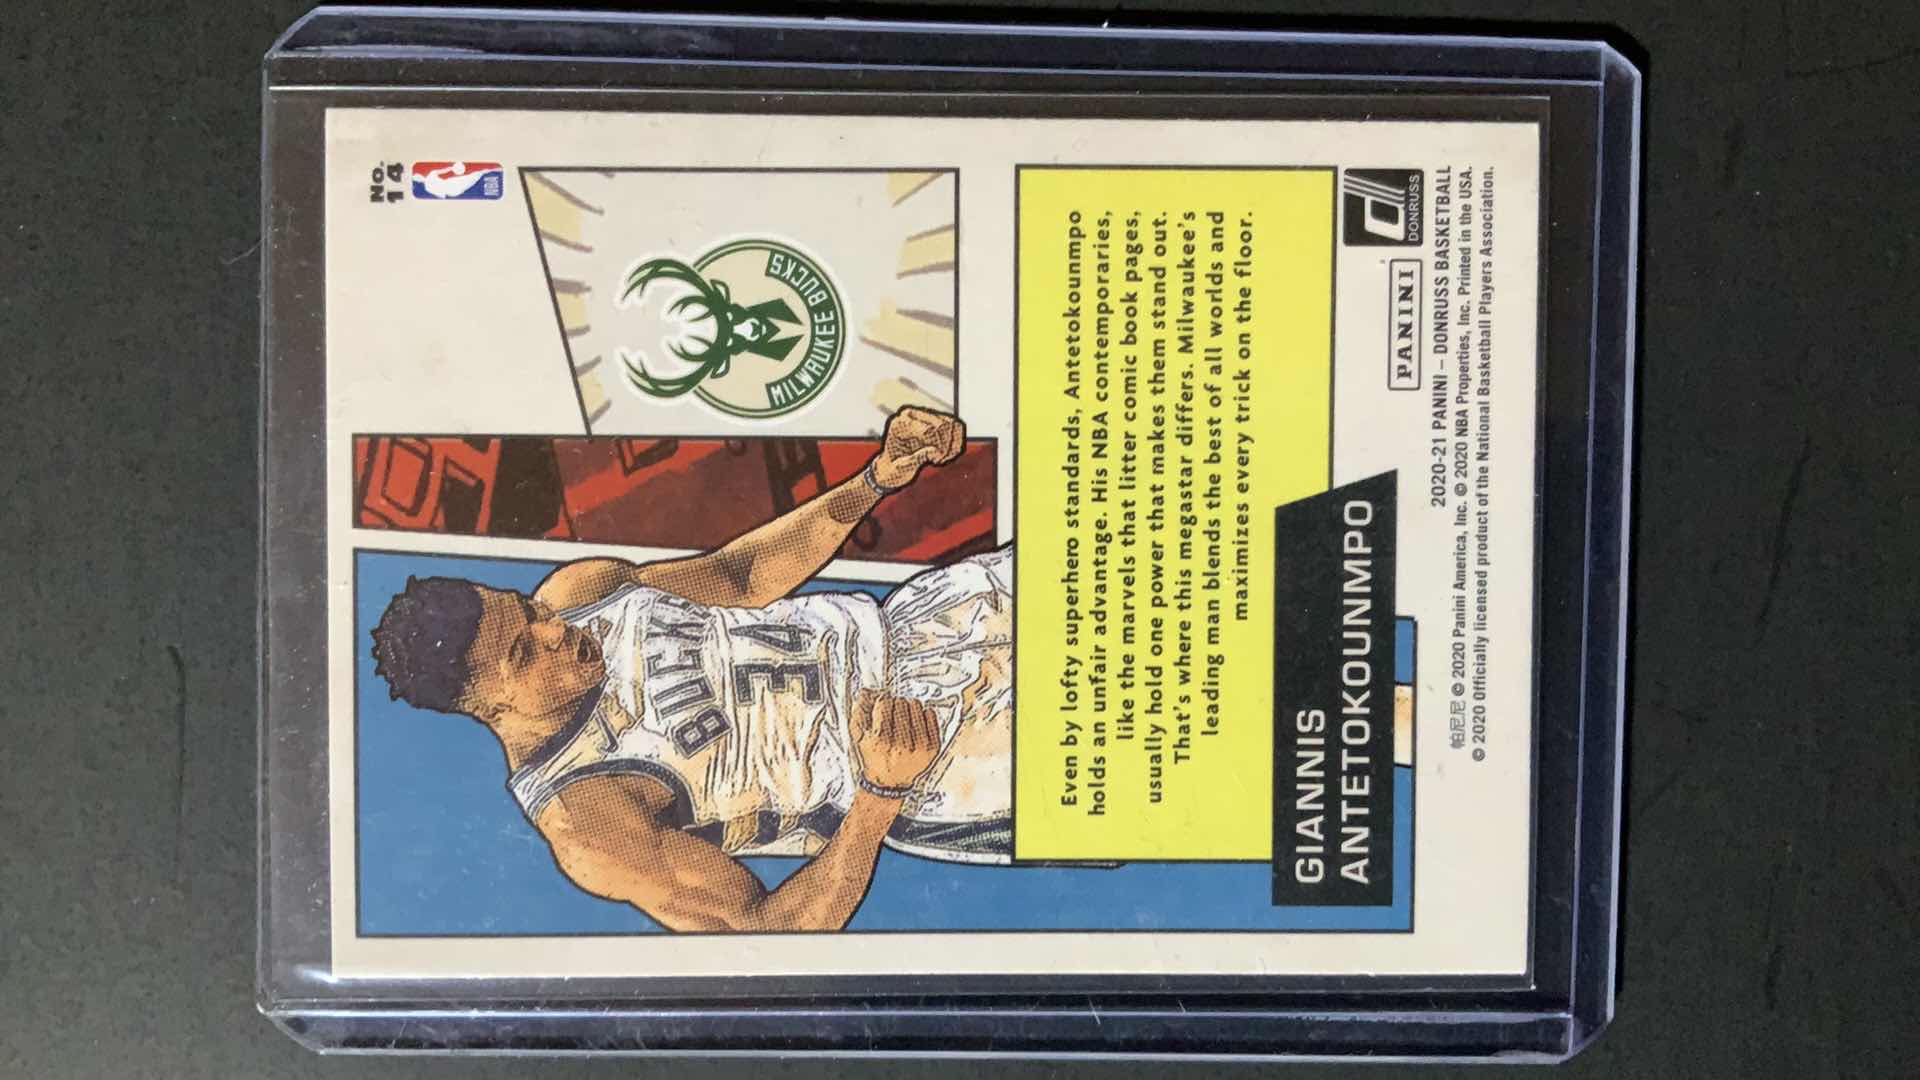 No.
14
NBA
MILWAUKEE BUCKS
BUCKS
34
Even by lofty superhero standards, Antetokounmpo
holds an unfair advantage. His NBA contemporaries,
like the marvels that litter comic book pages,
usually hold one power that makes them stand out.
That's where this megastar differs. Milwaukee's
leading man blends the best of all worlds and
maximizes every trick on the floor.
GIANNIS
ANTETOKOUNMPO
DONRUSS
PANINI
2020-21 PANINI – DONRUSS BASKETBALL
帕尼尼 © 2020 Panini America, Inc. © 2020 NBA Properties, Inc. Printed in the USA.
© 2020 Officially licensed product of the National Basketball Players Association.